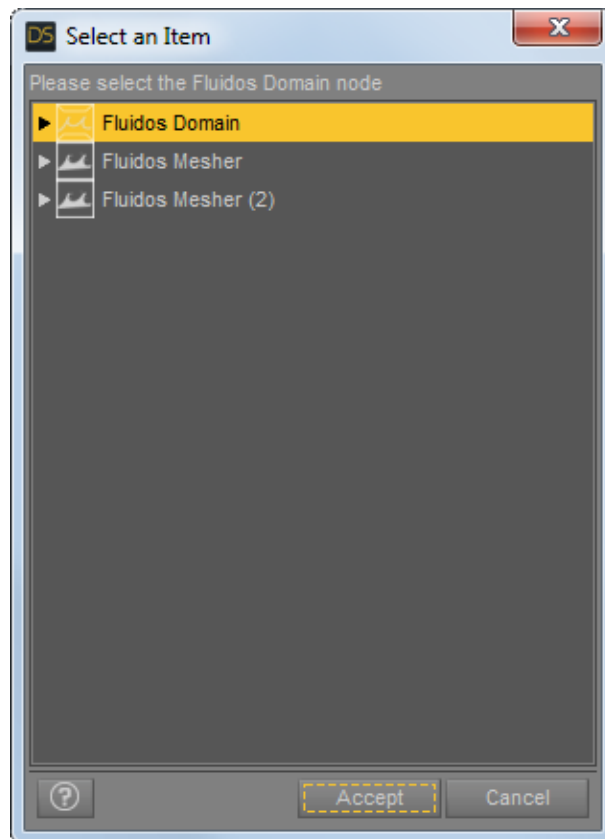 DS Select an Item
Please select the Fluidos Domain node
Fluidos Domain
Fluidos Mesher
Fluidos Mesher (2)
? Accept Cancel